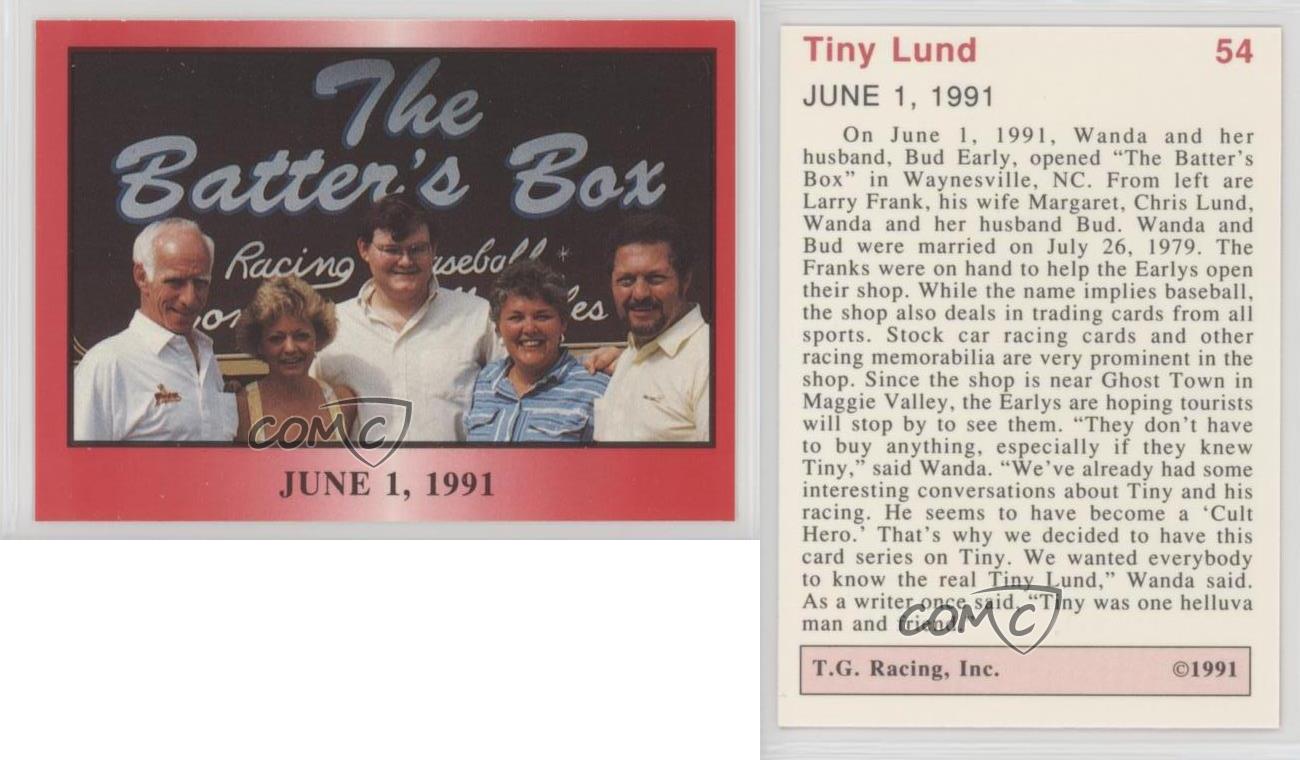 The
Batter's Box
Racing
JUNE 1, 1991
COMC
Tiny Lund 54
JUNE 1, 1991
On June 1, 1991, Wanda and her
husband, Bud Early, opened “The Batter's
Box” in Waynesville, NC. From left are
Larry Frank, his wife Margaret, Chris Lund,
Wanda and her husband Bud. Wanda and
Bud were married on July 26, 1979. The
Franks were on hand to help the Earlys open
their shop. While the name implies baseball,
the shop also deals in trading cards from all
sports. Stock car racing cards and other
racing memorabilia are very prominent in the
shop. Since the shop is near Ghost Town in
Maggie Valley, the Earlys are hoping tourists
will stop by to see them. “They don't have
to buy anything, especially if they knew
Tiny,” said Wanda. “We've already had some
interesting conversations about Tiny and his
racing. He seems to have become a ‘Cult
Hero.’ That's why we decided to have this
card series on Tiny. We wanted everybody
to know the real Tiny Lund,” Wanda said.
As a writer once said, “Tiny was one helluva
man and friend.”
COMC
T.G. Racing, Inc. ©1991